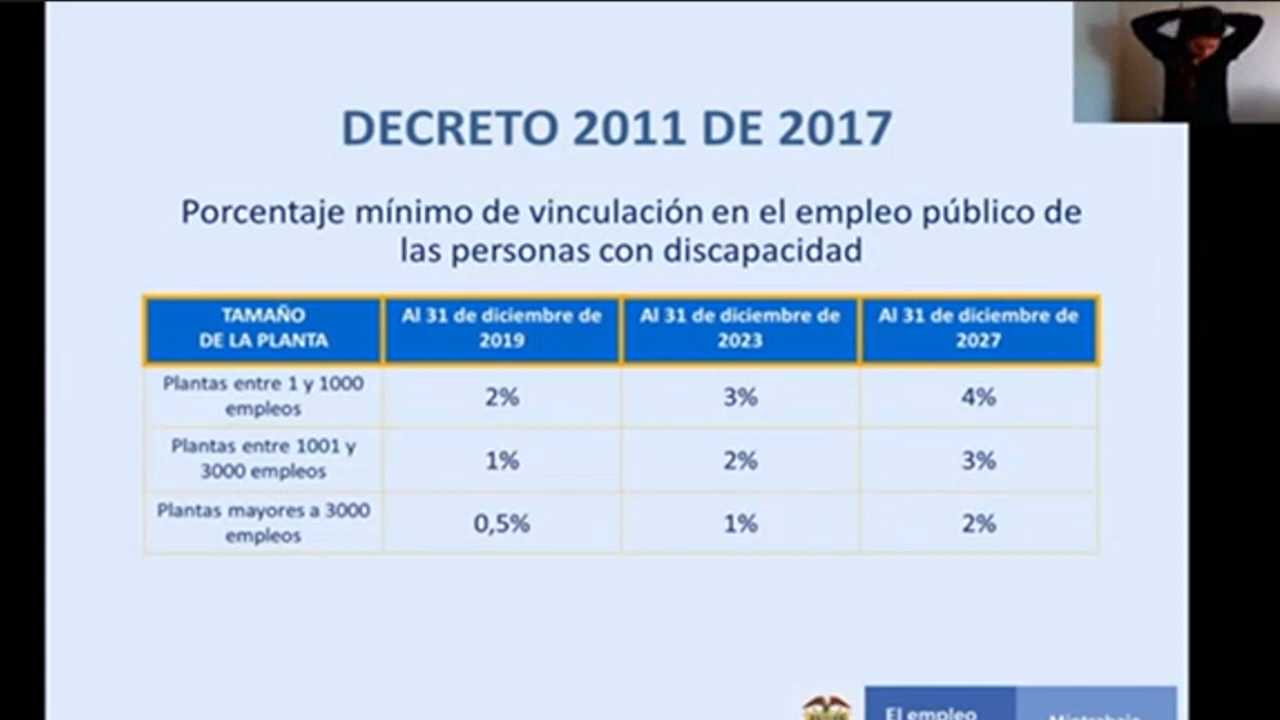 DECRETO 2011 DE 2017
Porcentaje mínimo de vinculación en el empleo público de
las personas con discapacidad
TAMAÑO
DE LA PLANTA
Al 31 de diciembre de
2019
Al 31 de diciembre de
2023
Al 31 de diciembre de
2027
Plantas entre 1 y 1000
empleos
2%
3%
4%
Plantas entre 1001 y
3000 empleos
1%
2%
3%
Plantas mayores a 3000
empleos
0,5%
1%
2%
El empleo
Mintrabajo